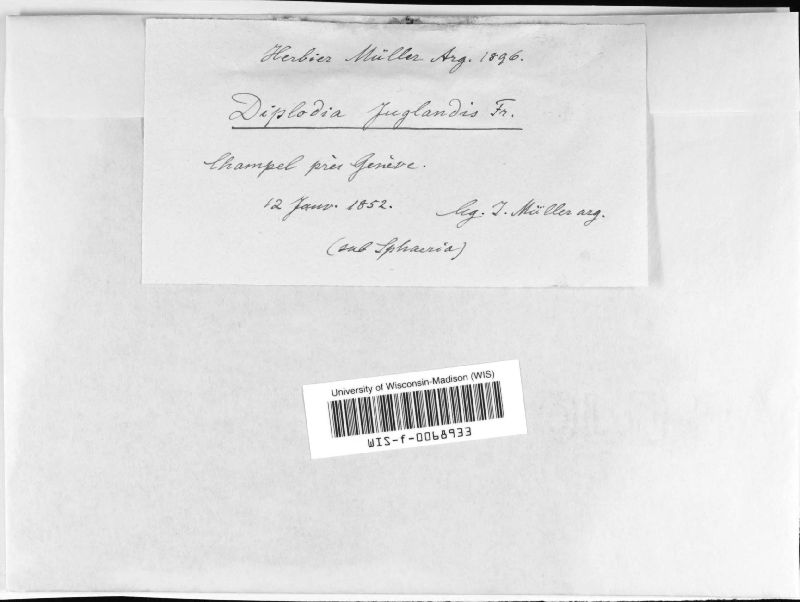 Herbier Müller Arg. 1896.
Diplodia Juglandis Fr.
Champel près Genève.
12 Janv. 1852.
leg. J. Müller arg.
(sub Sphaeria)
University of Wisconsin-Madison (WIS)
WIS-f-0068933